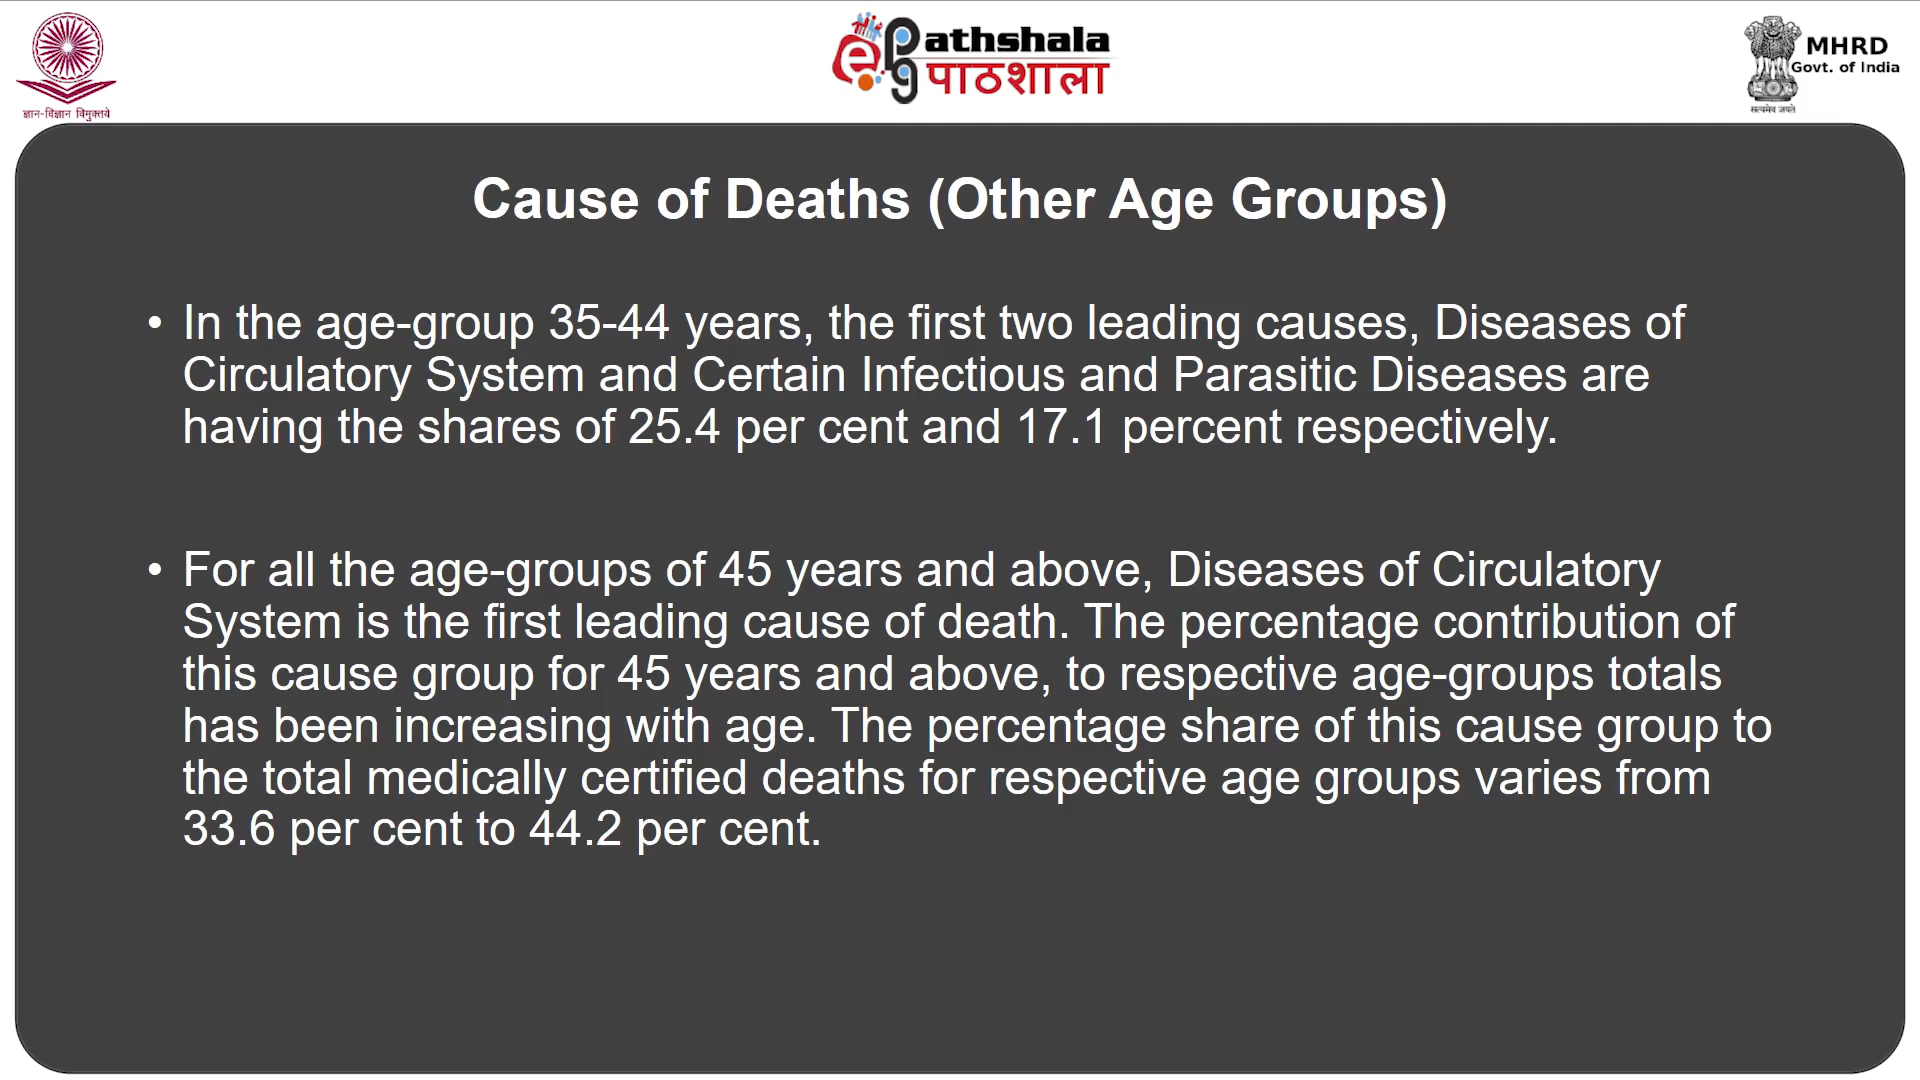 ज्ञान-विज्ञान विमुक्तये
ePG
athshala
पाठशाला
MHRD
Govt. of India
सत्यमेव जयते
Cause of Deaths (Other Age Groups)
• In the age-group 35-44 years, the first two leading causes, Diseases of
Circulatory System and Certain Infectious and Parasitic Diseases are
having the shares of 25.4 per cent and 17.1 percent respectively.
• For all the age-groups of 45 years and above, Diseases of Circulatory
System is the first leading cause of death. The percentage contribution of
this cause group for 45 years and above, to respective age-groups totals
has been increasing with age. The percentage share of this cause group to
the total medically certified deaths for respective age groups varies from
33.6 per cent to 44.2 per cent.